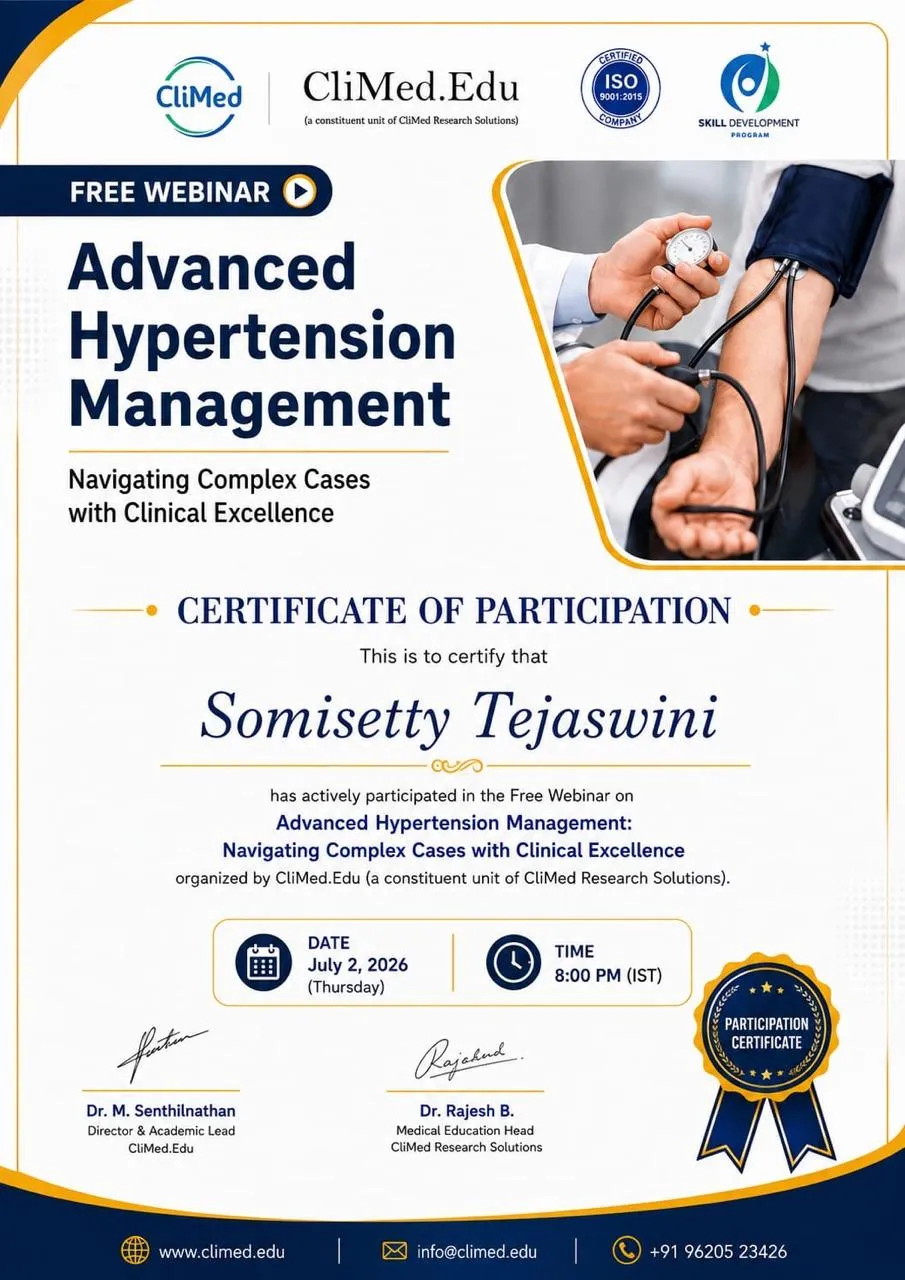 CliMed
CliMed.Edu
(a constituent unit of CliMed Research Solutions)
CERTIFIED
ISO
9001:2015
COMPANY
SKILL DEVELOPMENT
PROGRAM
FREE WEBINAR
Advanced
Hypertension
Management
Navigating Complex Cases
with Clinical Excellence
CERTIFICATE OF PARTICIPATION
This is to certify that
Somisetty Tejaswini
has actively participated in the Free Webinar on
Advanced Hypertension Management:
Navigating Complex Cases with Clinical Excellence
organized by CliMed.Edu (a constituent unit of CliMed Research Solutions).
DATE
July 2, 2026
(Thursday)
TIME
8:00 PM (IST)
PARTICIPATION
CERTIFICATE
Dr. M. Senthilnathan
Director & Academic Lead
CliMed.Edu
Dr. Rajesh B.
Medical Education Head
CliMed Research Solutions
www.climed.edu
info@climed.edu
+91 96205 23426